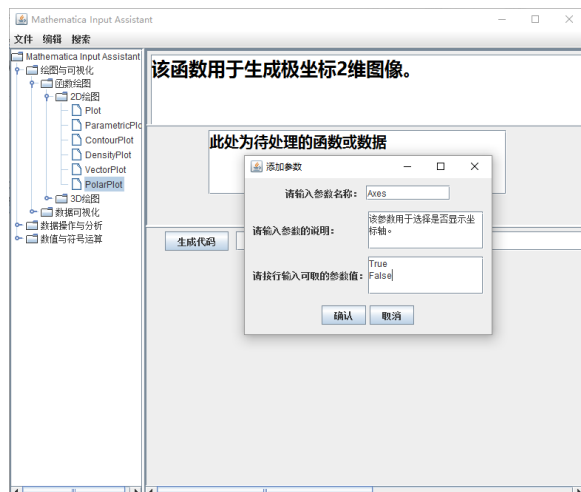 Mathematica Input Assistant
文件 编辑 搜索
Mathematica Input Assistant
绘图与可视化
函数绘图
2D绘图
Plot
ParametricPlo
ContourPlot
DensityPlot
VectorPlot
PolarPlot
3D绘图
数据可视化
数据操作与分析
数值与符号运算
该函数用于生成极坐标2维图像。
此处为待处理的函数或数据
生成代码
添加参数
请输入参数名称： Axes
请输入参数的说明： 该参数用于选择是否显示坐
标轴。
请按行输入可取的参数值： True
False
确认 取消